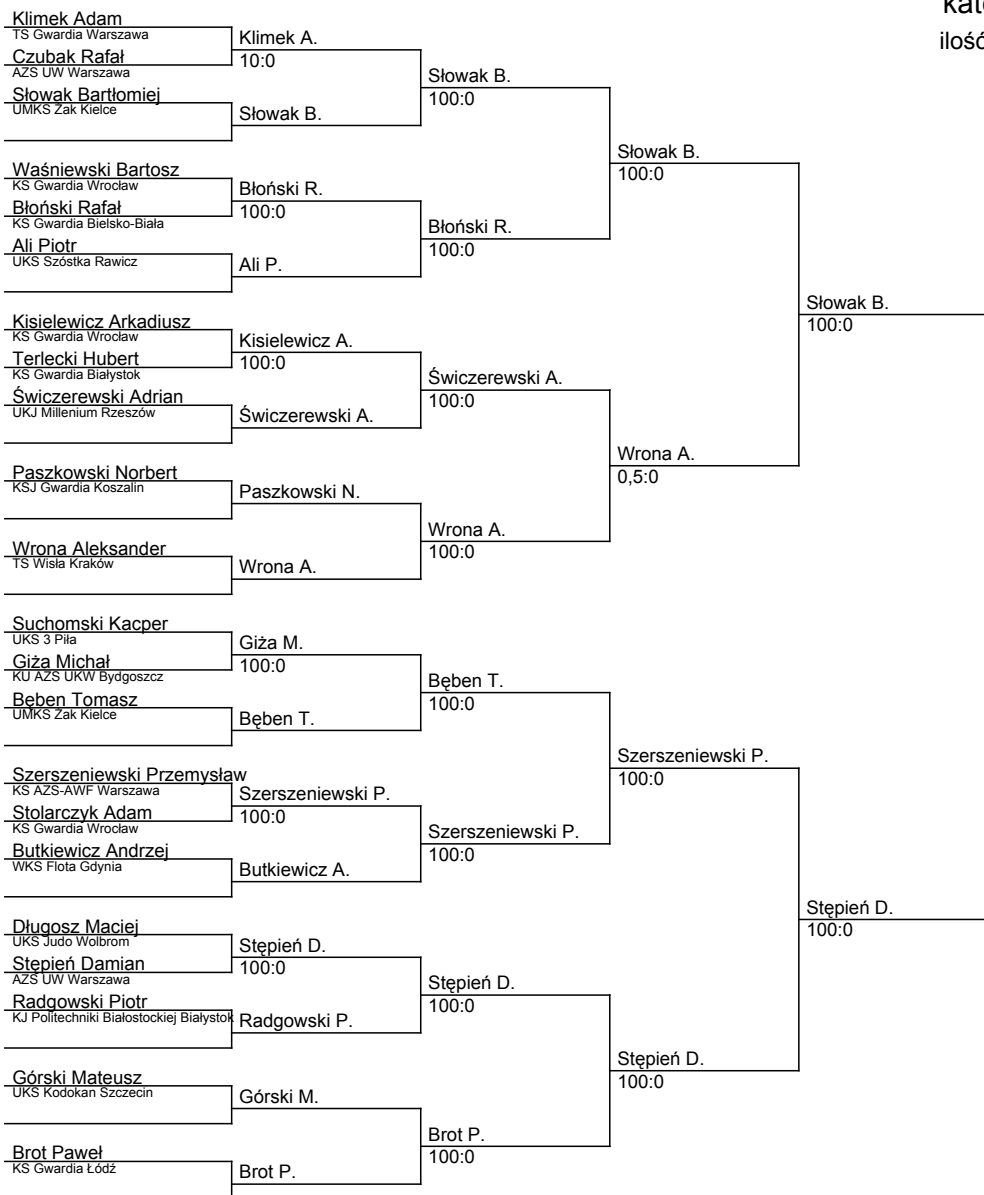 kate
ilość
Klimek Adam
TS Gwardia Warszawa
Czubak Rafał
AZS UW Warszawa
Słowak Bartłomiej
UMKS Żak Kielce
Waśniewski Bartosz
KS Gwardia Wrocław
Błoński Rafał
KS Gwardia Bielsko-Biała
Ali Piotr
UKS Szóstka Rawicz
Kisielewicz Arkadiusz
KS Gwardia Wrocław
Terlecki Hubert
KS Gwardia Białystok
Świczerewski Adrian
UKJ Millenium Rzeszów
Paszkowski Norbert
KSJ Gwardia Koszalin
Wrona Aleksander
TS Wisła Kraków
Suchomski Kacper
UKS 3 Piła
Giża Michał
KU AZS UKW Bydgoszcz
Bęben Tomasz
UMKS Żak Kielce
Szerszeniewski Przemysław
KS AZS-AWF Warszawa
Stolarczyk Adam
KS Gwardia Wrocław
Butkiewicz Andrzej
WKS Flota Gdynia
Długosz Maciej
UKS Judo Wolbrom
Stępień Damian
AZS UW Warszawa
Radgowski Piotr
KJ Politechniki Białostockiej Białystok
Górski Mateusz
UKS Kodokan Szczecin
Brot Paweł
KS Gwardia Łódź
Klimek A.
10:0
Słowak B.
Błoński R.
100:0
Ali P.
Kisielewicz A.
100:0
Świczerewski A.
Paszkowski N.
Wrona A.
Giża M.
100:0
Bęben T.
Szerszeniewski P.
100:0
Butkiewicz A.
Stępień D.
100:0
Radgowski P.
Górski M.
Brot P.
Słowak B.
100:0
Błoński R.
100:0
Świczerewski A.
100:0
Wrona A.
100:0
Bęben T.
100:0
Szerszeniewski P.
100:0
Stępień D.
100:0
Brot P.
100:0
Słowak B.
100:0
Wrona A.
0,5:0
Szerszeniewski P.
100:0
Stępień D.
100:0
Słowak B.
100:0
Stępień D.
100:0